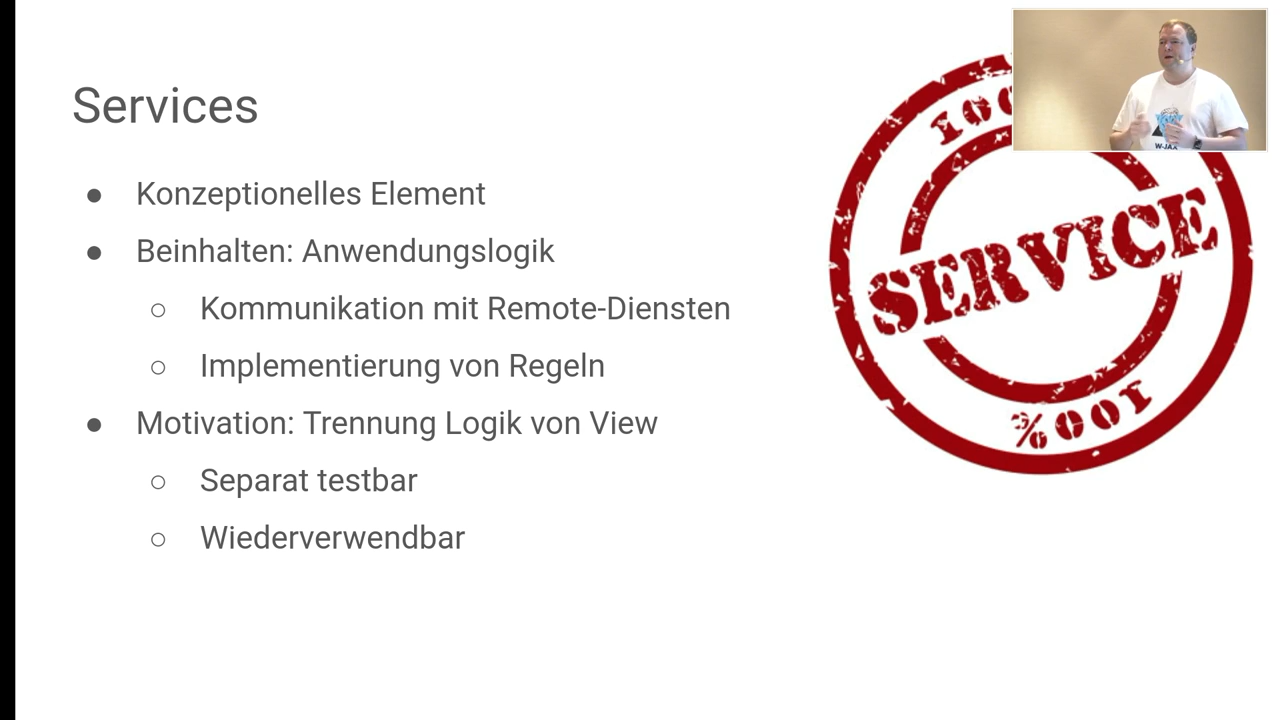 Services
● Konzeptionelles Element
● Beinhalten: Anwendungslogik
○ Kommunikation mit Remote-Diensten
○ Implementierung von Regeln
● Motivation: Trennung Logik von View
○ Separat testbar
○ Wiederverwendbar
SERVICE
100%
W-JAX